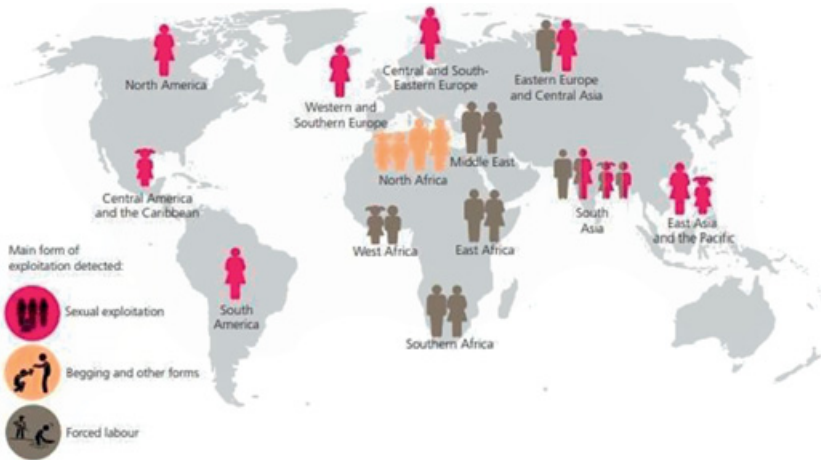 North America
Western and
Southern Europe
Central and South-
Eastern Europe
Eastern Europe
and Central Asia
Middle East
North Africa
Central America
and the Caribbean
West Africa
East Africa
South
Asia
East Asia
and the Pacific
South
America
Southern Africa
Main form of
exploitation detected:
Sexual exploitation
Begging and other forms
Forced labour